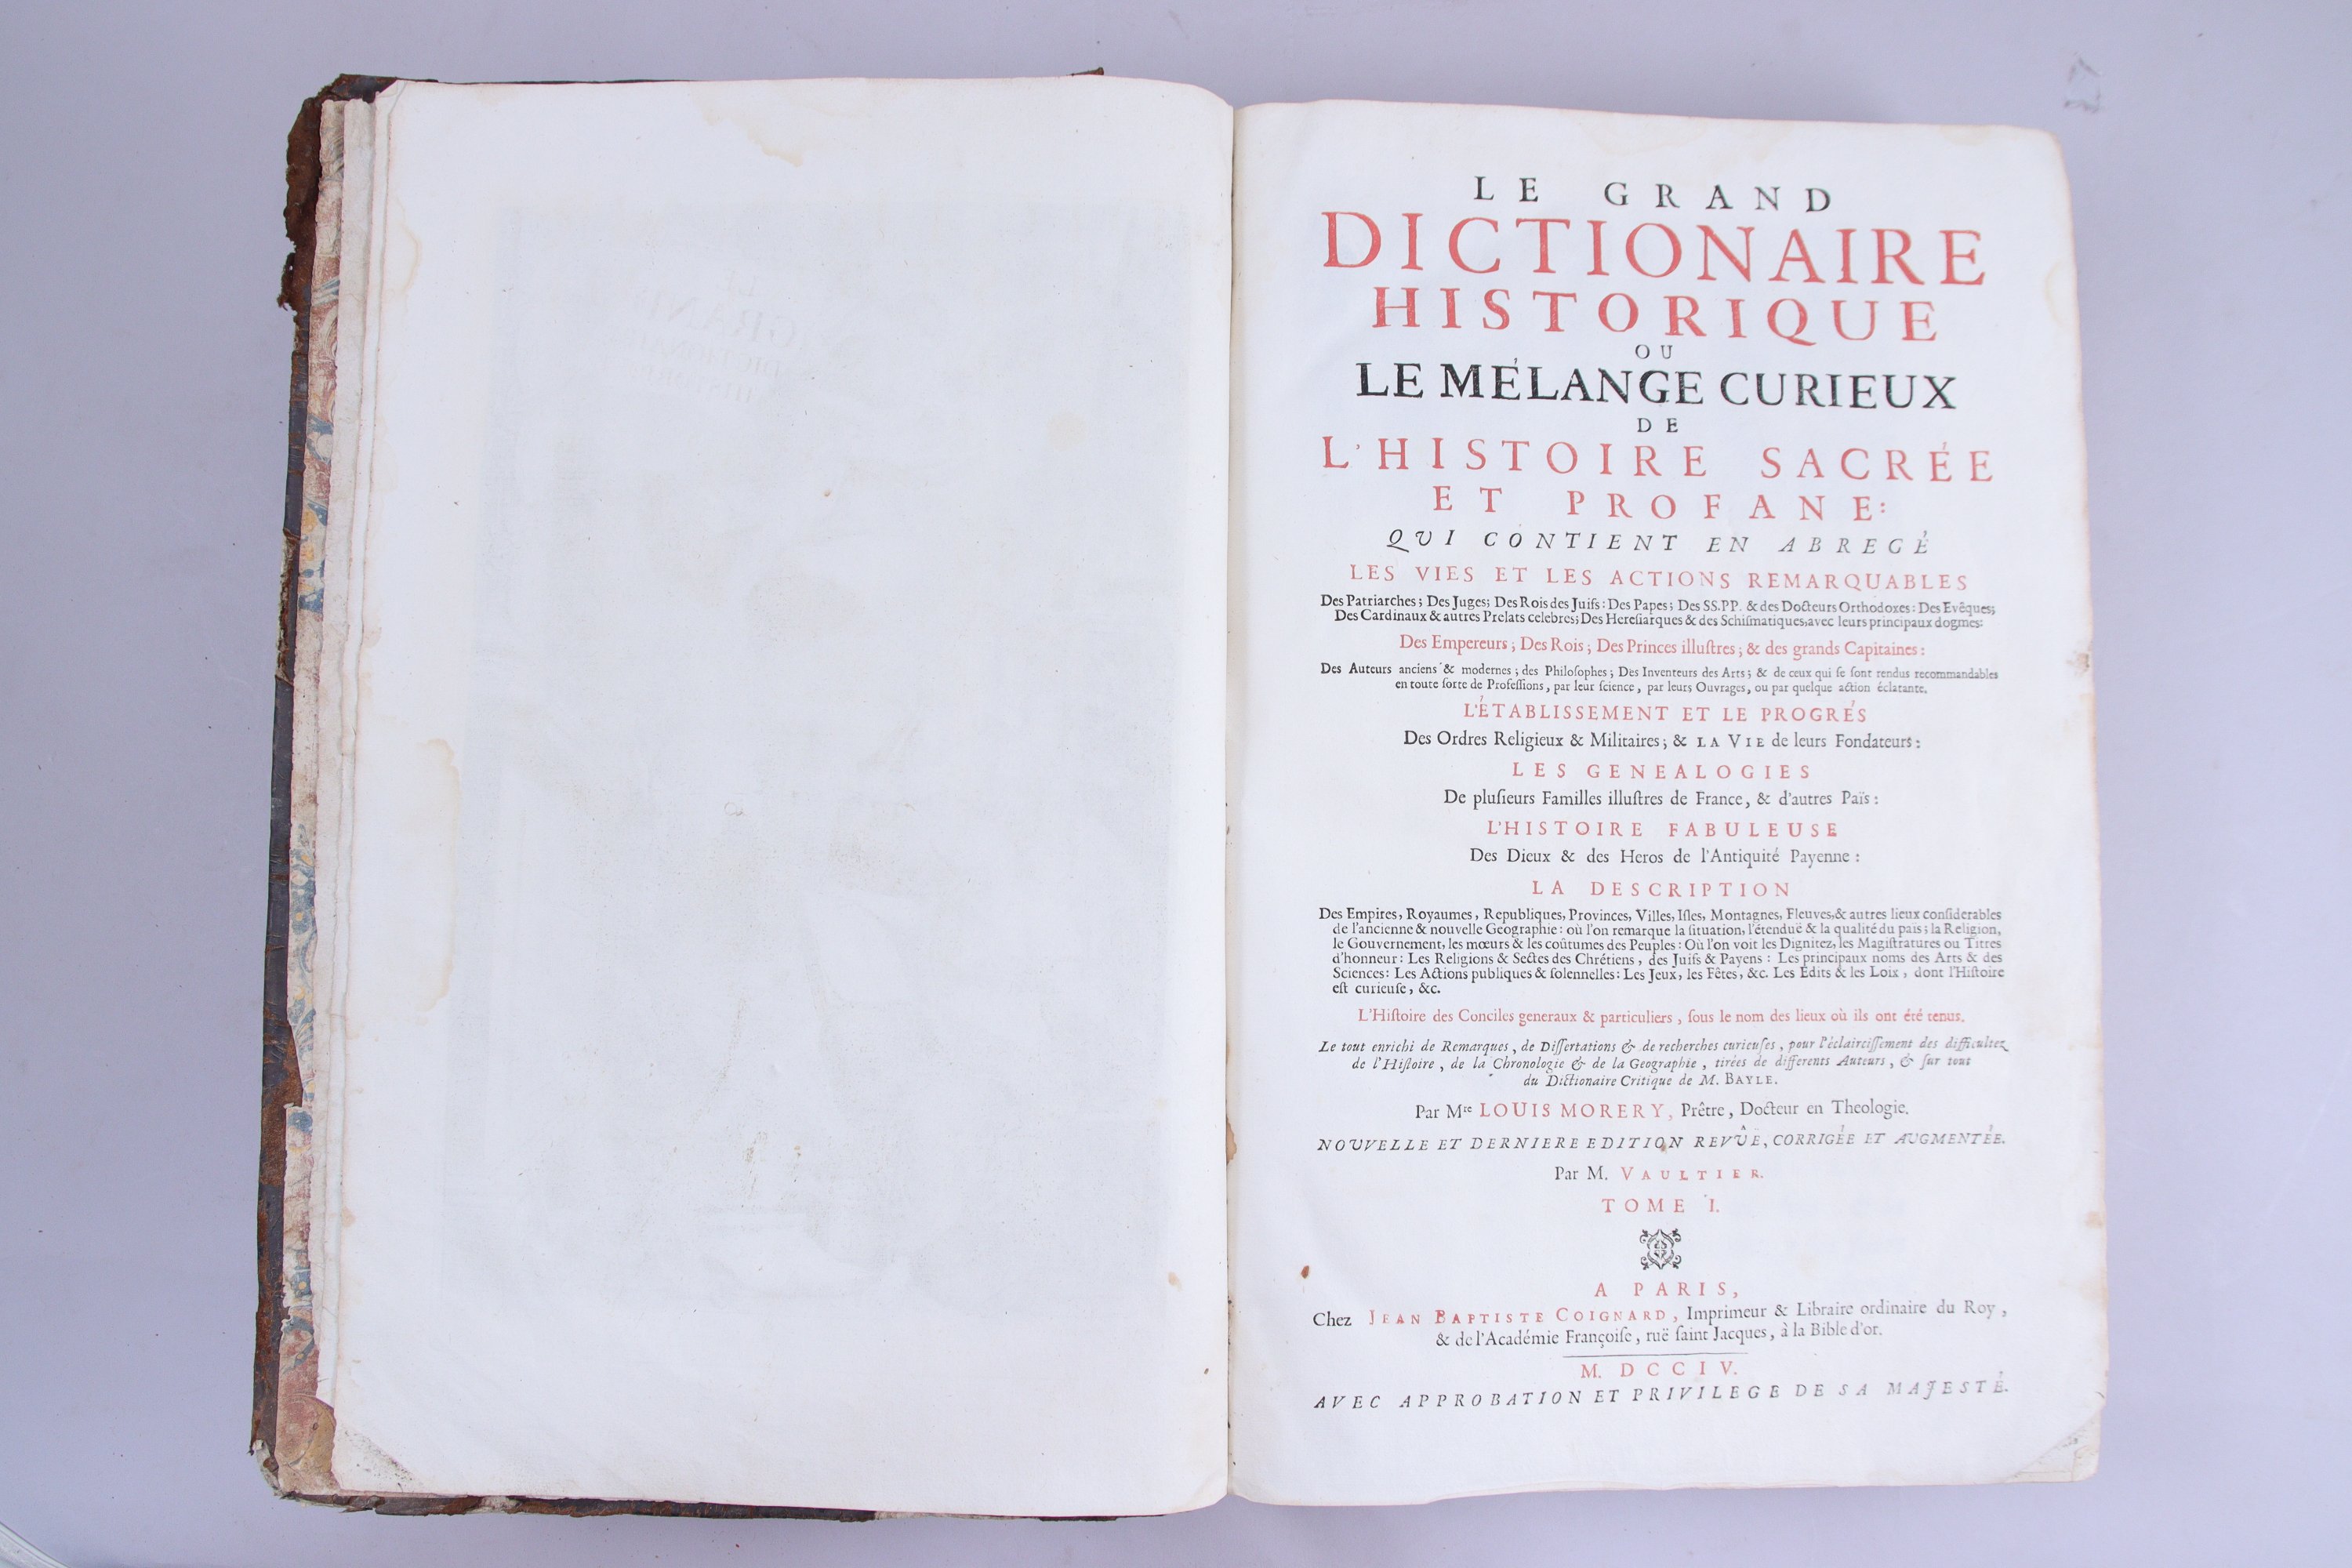 LE GRAND
DICTIONAIRE
HISTORIQUE
OU
LE MÉLANGE CURIEUX
DE
L'HISTOIRE SACRÉE
ET PROFANE:
QVI CONTIENT EN ABREGÉ
LES VIES ET LES ACTIONS REMARQUABLES
Des Patriarches; Des Juges; Des Rois des Juifs: Des Papes; Des SS.PP. & des Docteurs Orthodoxes: Des Evêques;
Des Cardinaux & autres Prelats celebres; Des Heresiarques & des Schiſmatiques, avec leurs principaux dogmes:
Des Empereurs; Des Rois; Des Princes illuſtres; & des grands Capitaines:
Des Auteurs anciens & modernes; des Philoſophes; Des Inventeurs des Arts; & de ceux qui ſe ſont rendus recommandables
en toute ſorte de Profeſſions, par leur ſcience, par leurs Ouvrages, ou par quelque action éclatante.
L'ÉTABLISSEMENT ET LE PROGRÉS
Des Ordres Religieux & Militaires; & LA VIE de leurs Fondateurs:
LES GENEALOGIES
De pluſieurs Familles illuſtres de France, & d'autres Païs:
L'HISTOIRE FABULEUSE
Des Dieux & des Heros de l'Antiquité Payenne:
LA DESCRIPTION
Des Empires, Royaumes, Republiques, Provinces, Villes, Iſles, Montagnes, Fleuves, & autres lieux conſiderables
de l'ancienne & nouvelle Geographie: où l'on remarque la ſituation, l'étenduë & la qualité du païs; la Religion,
le Gouvernement, les mœurs & les coûtumes des Peuples: Où l'on voit les Dignitez, les Magiſtratures ou Titres
d'honneur: Les Religions & Sectes des Chrétiens, des Juifs & Payens: Les principaux noms des Arts & des
Sciences: Les Actions publiques & ſolennelles: Les Jeux, les Fêtes, &c. Les Edits & les Loix, dont l'Hiſtoire
eſt curieuſe, &c.
L'Hiſtoire des Conciles generaux & particuliers, ſous le nom des lieux où ils ont été tenus.
Le tout enrichi de Remarques, de Diſſertations & de recherches curieuſes, pour l'éclairciſſement des difficultez
de l'Hiſtoire, de la Chronologie & de la Geographie, tirées de differents Auteurs, & ſur tout
du Dictionaire Critique de M. BAYLE.
Par Mre LOUIS MORERY, Prêtre, Docteur en Theologie.
NOUVELLE ET DERNIERE EDITION REVÛE, CORRIGÉE ET AUGMENTÉE.
Par M. VAULTIER.
TOME I.
A PARIS,
Chez JEAN BAPTISTE COIGNARD, Imprimeur & Libraire ordinaire du Roy,
& de l'Académie Françoiſe, ruë ſaint Jacques, à la Bible d'or.
M. DCCIV.
AVEC APPROBATION ET PRIVILEGE DE SA MAJESTÉ.